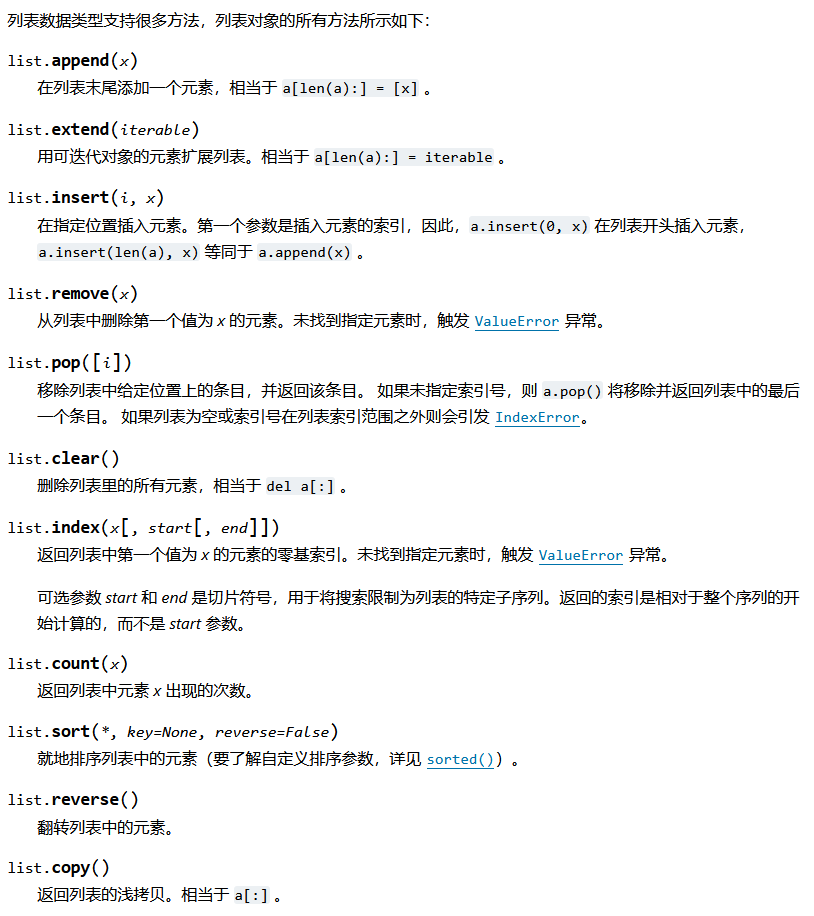 列表数据类型支持很多方法，列表对象的所有方法所示如下：
list.append(x)
在列表末尾添加一个元素，相当于 a[len(a):] = [x] 。
list.extend(iterable)
用可迭代对象的元素扩展列表。相当于 a[len(a):] = iterable 。
list.insert(i, x)
在指定位置插入元素。第一个参数是插入元素的索引，因此，a.insert(0, x) 在列表开头插入元素，
a.insert(len(a), x) 等同于 a.append(x) 。
list.remove(x)
从列表中删除第一个值为 x 的元素。未找到指定元素时，触发 ValueError 异常。
list.pop([i])
移除列表中给定位置上的条目，并返回该条目。 如果未指定索引号，则 a.pop() 将移除并返回列表中的最后
一个条目。 如果列表为空或索引号在列表索引范围之外则会引发 IndexError。
list.clear()
删除列表里的所有元素，相当于 del a[:] 。
list.index(x[, start[, end]])
返回列表中第一个值为 x 的元素的零基索引。未找到指定元素时，触发 ValueError 异常。
可选参数 start 和 end 是切片符号，用于将搜索限制为列表的特定子序列。返回的索引是相对于整个序列的开
始计算的，而不是 start 参数。
list.count(x)
返回列表中元素 x 出现的次数。
list.sort(*, key=None, reverse=False)
就地排序列表中的元素（要了解自定义排序参数，详见 sorted()）。
list.reverse()
翻转列表中的元素。
list.copy()
返回列表的浅拷贝。相当于 a[:] 。